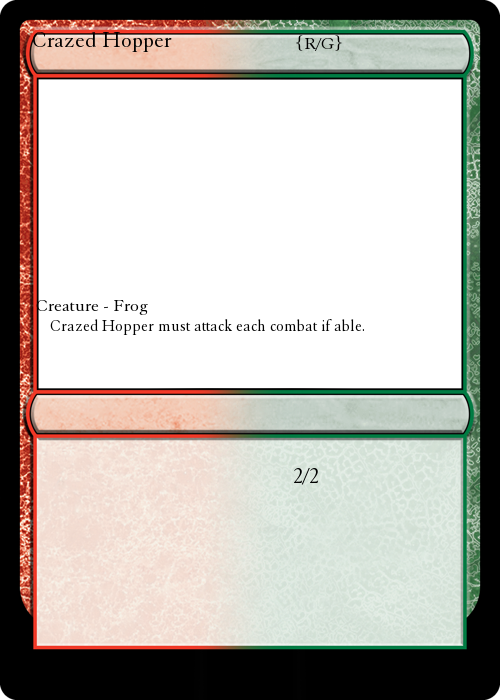 Crazed Hopper {R/G}
Creature - Frog
Crazed Hopper must attack each combat if able.
2/2